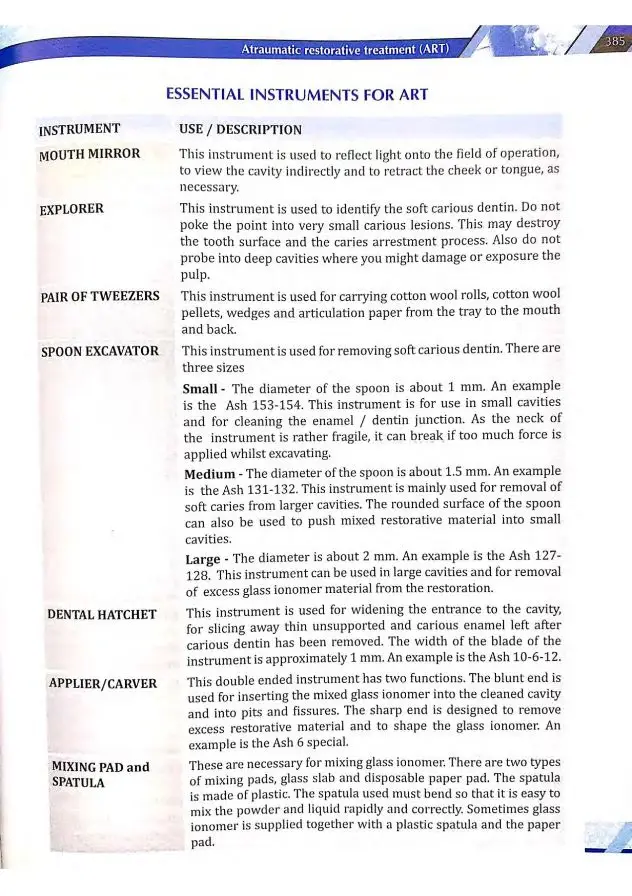 Atraumatic restorative treatment (ART)
385
ESSENTIAL INSTRUMENTS FOR ART
INSTRUMENT USE / DESCRIPTION
MOUTH MIRROR This instrument is used to reflect light onto the field of operation,
to view the cavity indirectly and to retract the cheek or tongue, as
necessary.
EXPLORER This instrument is used to identify the soft carious dentin. Do not
poke the point into very small carious lesions. This may destroy
the tooth surface and the caries arrestment process. Also do not
probe into deep cavities where you might damage or exposure the
pulp.
PAIR OF TWEEZERS This instrument is used for carrying cotton wool rolls, cotton wool
pellets, wedges and articulation paper from the tray to the mouth
and back.
SPOON EXCAVATOR This instrument is used for removing soft carious dentin. There are
three sizes
Small - The diameter of the spoon is about 1 mm. An example
is the Ash 153-154. This instrument is for use in small cavities
and for cleaning the enamel / dentin junction. As the neck of
the instrument is rather fragile, it can break if too much force is
applied whilst excavating.
Medium - The diameter of the spoon is about 1.5 mm. An example
is the Ash 131-132. This instrument is mainly used for removal of
soft caries from larger cavities. The rounded surface of the spoon
can also be used to push mixed restorative material into small
cavities.
Large - The diameter is about 2 mm. An example is the Ash 127-
128. This instrument can be used in large cavities and for removal
of excess glass ionomer material from the restoration.
DENTAL HATCHET This instrument is used for widening the entrance to the cavity,
for slicing away thin unsupported and carious enamel left after
carious dentin has been removed. The width of the blade of the
instrument is approximately 1 mm. An example is the Ash 10-6-12.
APPLIER/CARVER This double ended instrument has two functions. The blunt end is
used for inserting the mixed glass ionomer into the cleaned cavity
and into pits and fissures. The sharp end is designed to remove
excess restorative material and to shape the glass ionomer. An
example is the Ash 6 special.
MIXING PAD and These are necessary for mixing glass ionomer. There are two types
SPATULA of mixing pads, glass slab and disposable paper pad. The spatula
is made of plastic. The spatula used must bend so that it is easy to
mix the powder and liquid rapidly and correctly. Sometimes glass
ionomer is supplied together with a plastic spatula and the paper
pad.